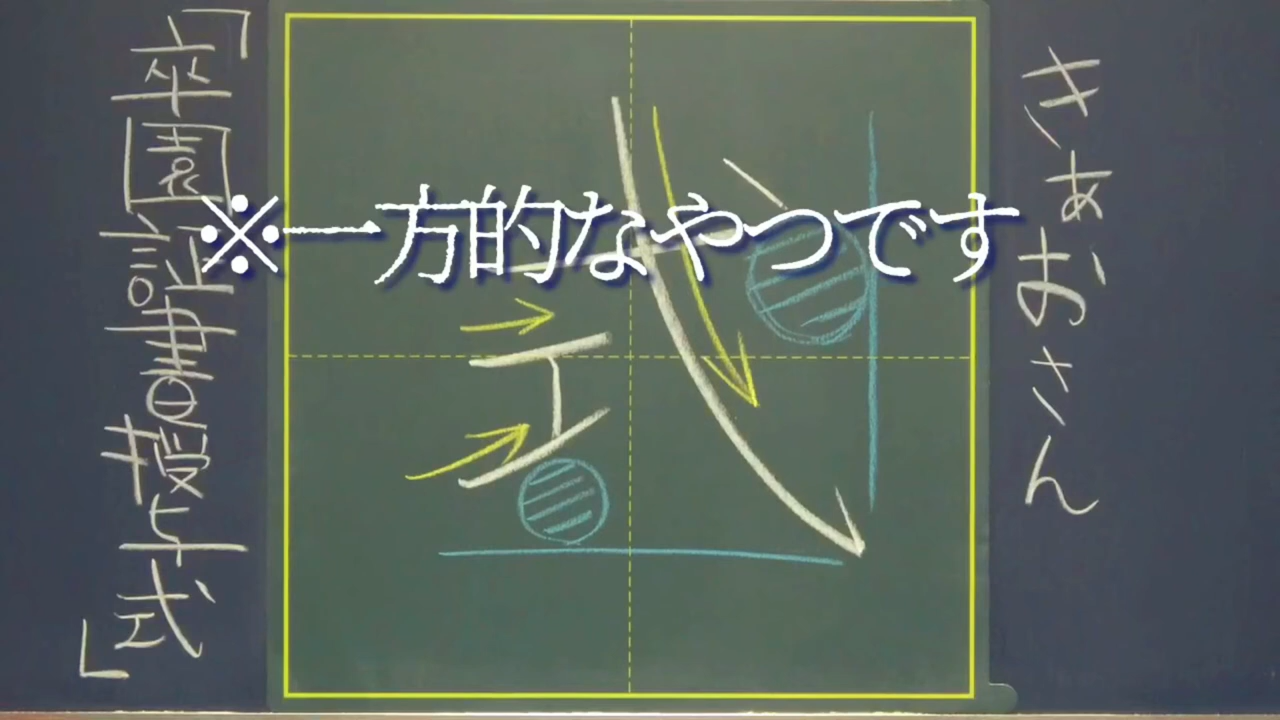 きぁおさん
※一方的なやつです
式
「卒園証書授与式」